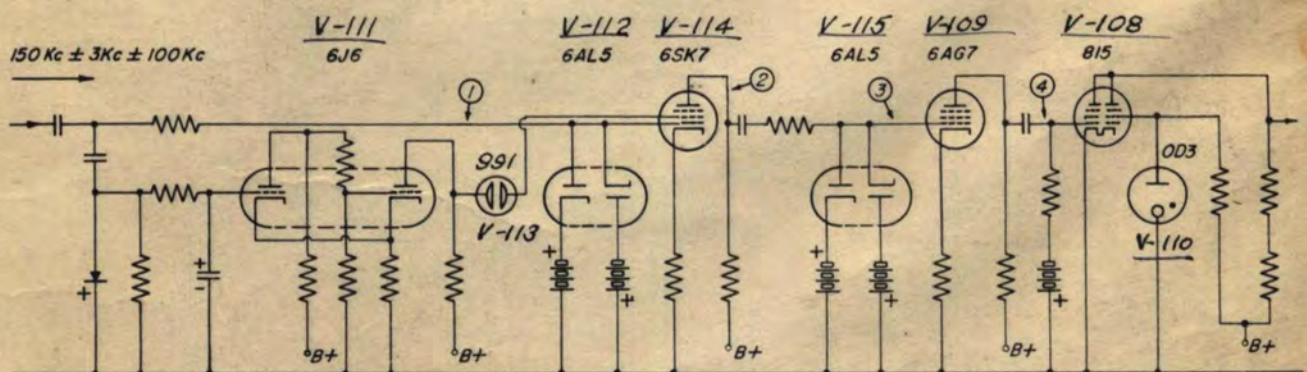 V-111 V-112 V-114 V-115 V-109 V-108
150 Kc ± 3Kc ± 100Kc 6J6 6AL5 6SK7 6AL5 6AG7 815
1 2 3 4
991
V-113
OD3
V-110
+ + + + + + +
-
B+ B+ B+ B+ B+